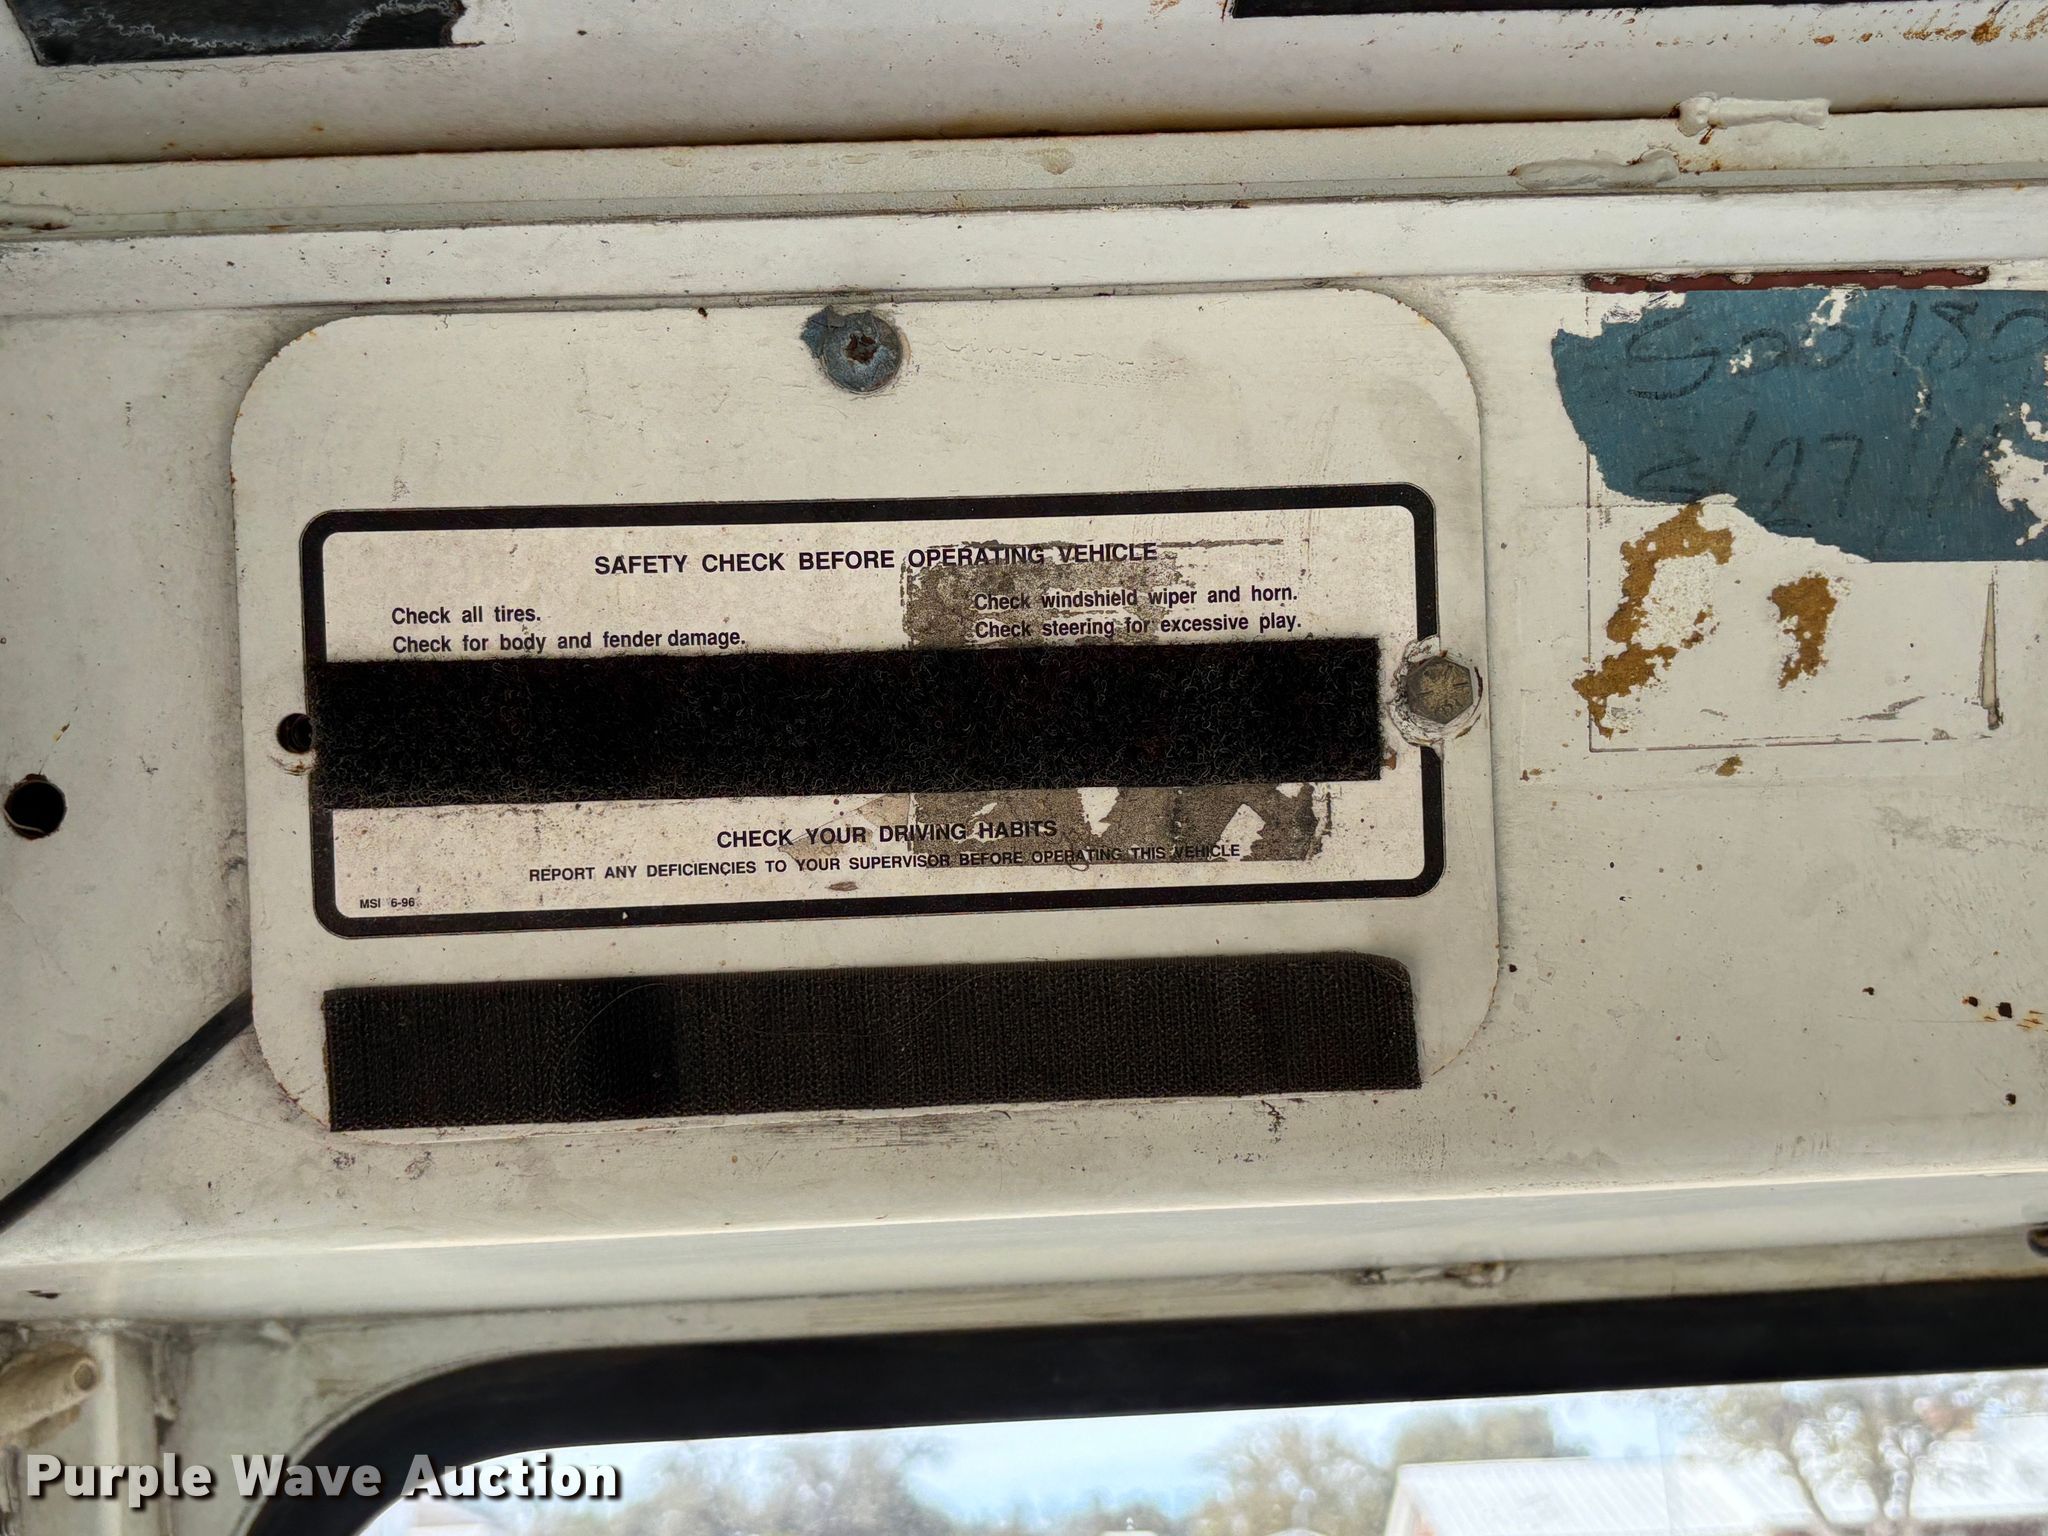 SAFETY CHECK BEFORE OPERATING VEHICLE
Check all tires.
Check for body and fender damage.
Check windshield wiper and horn.
Check steering for excessive play.
CHECK YOUR DRIVING HABITS
REPORT ANY DEFICIENCIES TO YOUR SUPERVISOR BEFORE OPERATING THIS VEHICLE
MSI 6-96
Purple Wave Auction